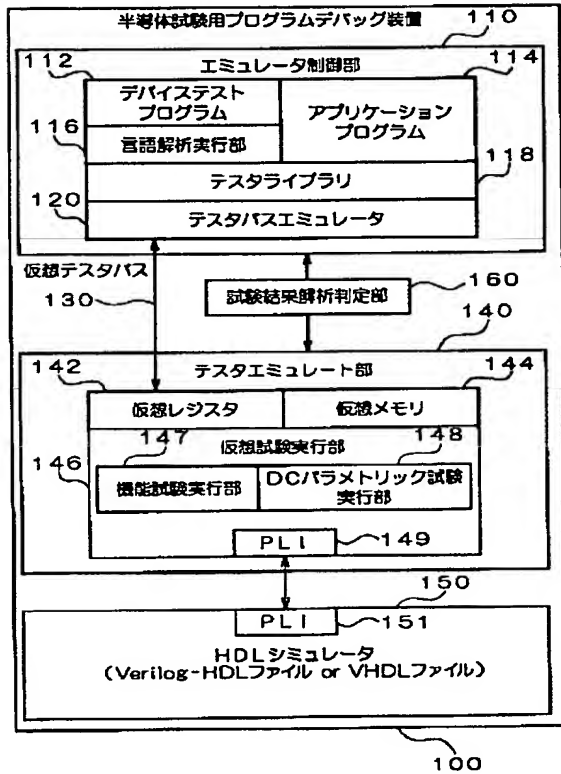 半導体試験用プログラムデバッグ装置
110
112
エミュレータ制御部
114
デバイステスト
プログラム
アプリケーション
プログラム
116
言語解析実行部
テスタライブラリ
118
120
テスタバスエミュレータ
仮想テスタバス
130
試験結果解析判定部
160
140
テスタエミュレート部
142
144
仮想レジスタ
仮想メモリ
147
仮想試験実行部
148
146
機能試験実行部
DCパラメトリック試験
実行部
PLI
149
150
PLI
151
HDLシミュレータ
(Verilog-HDLファイル or VHDLファイル)
100